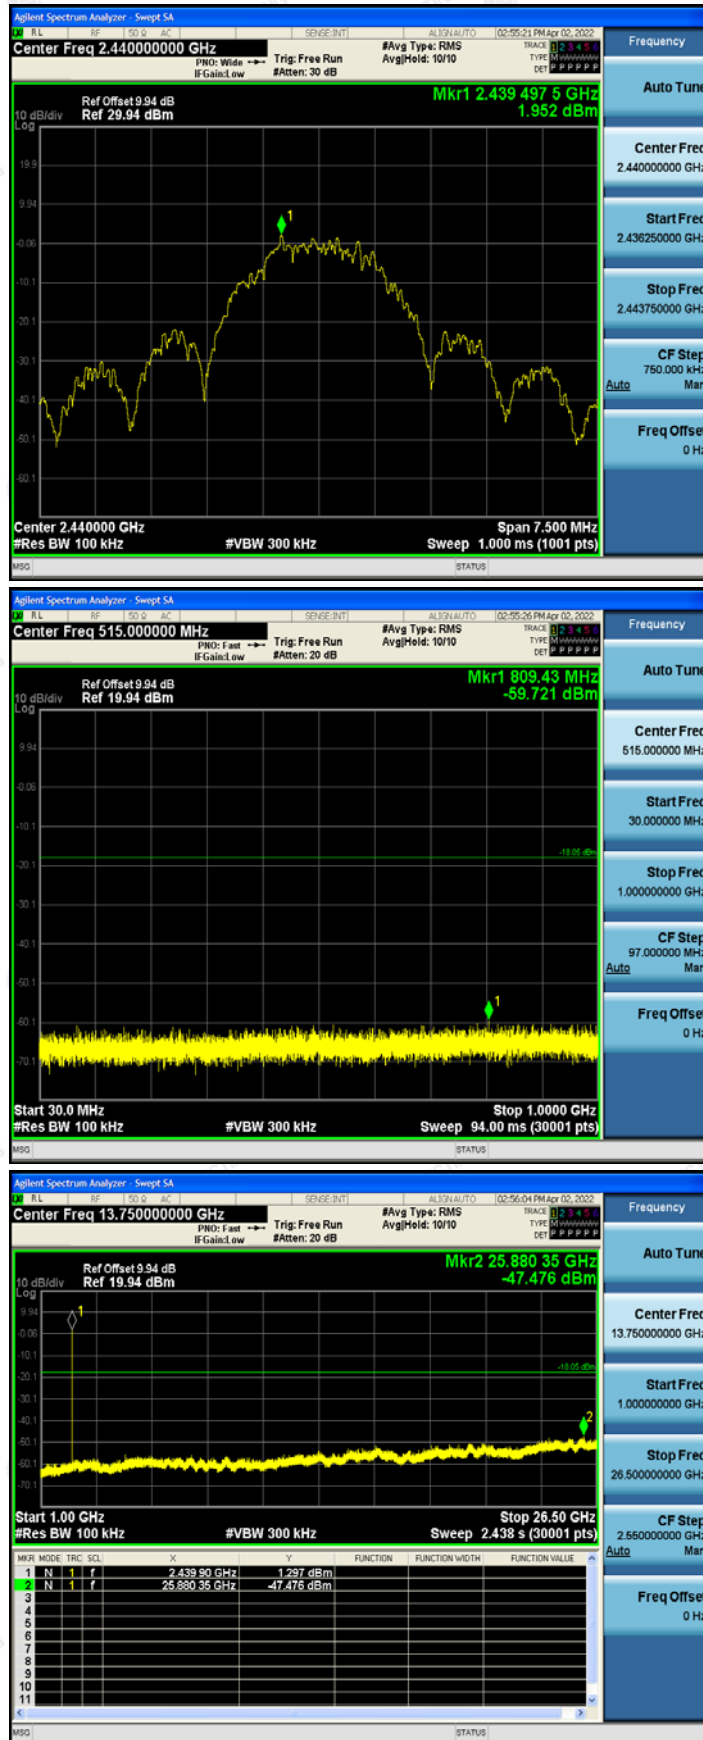 Agilent Spectrum Analyzer - Swept SA
RL RF 50 Ω AC SENSE:INT ALIGNAUTO 02:55:21 PM Apr 02, 2022
Center Freq 2.440000000 GHz
PNO: Wide
IFGain:Low
Trig: Free Run
#Atten: 30 dB
#Avg Type: RMS
Avg|Hold: 10/10
TRACE 1 2 3 4 5 6
TYPE M
DET P P P P P P
Ref Offset 9.94 dB
10 dB/div Ref 29.94 dBm
Log
Mkr1 2.439 497 5 GHz
1.952 dBm
19.9
9.94
-0.06
-10.1
-20.1
-30.1
-40.1
-50.1
-60.1
1
Center 2.440000 GHz Span 7.500 MHz
#Res BW 100 kHz #VBW 300 kHz Sweep 1.000 ms (1001 pts)
MSG STATUS
Frequency
Auto Tune
Center Freq
2.440000000 GHz
Start Freq
2.436250000 GHz
Stop Freq
2.443750000 GHz
CF Step
750.000 kHz
Auto Man
Freq Offset
0 Hz
Agilent Spectrum Analyzer - Swept SA
RL RF 50 Ω AC SENSE:INT ALIGNAUTO 02:55:26 PM Apr 02, 2022
Center Freq 515.000000 MHz
PNO: Fast
IFGain:Low
Trig: Free Run
#Atten: 20 dB
#Avg Type: RMS
Avg|Hold: 10/10
TRACE 1 2 3 4 5 6
TYPE M
DET P P P P P P
Ref Offset 9.94 dB
10 dB/div Ref 19.94 dBm
Log
Mkr1 809.43 MHz
-59.721 dBm
9.94
-0.06
-10.1
-20.1
-30.1
-40.1
-50.1
-60.1
-70.1
-18.05 dBm
1
Start 30.0 MHz Stop 1.0000 GHz
#Res BW 100 kHz #VBW 300 kHz Sweep 94.00 ms (30001 pts)
MSG STATUS
Frequency
Auto Tune
Center Freq
515.000000 MHz
Start Freq
30.000000 MHz
Stop Freq
1.000000000 GHz
CF Step
97.000000 MHz
Auto Man
Freq Offset
0 Hz
Agilent Spectrum Analyzer - Swept SA
RL RF 50 Ω AC SENSE:INT ALIGNAUTO 02:56:04 PM Apr 02, 2022
Center Freq 13.750000000 GHz
PNO: Fast
IFGain:Low
Trig: Free Run
#Atten: 20 dB
#Avg Type: RMS
Avg|Hold: 10/10
TRACE 1 2 3 4 5 6
TYPE M
DET P P P P P P
Ref Offset 9.94 dB
10 dB/div Ref 19.94 dBm
Log
Mkr2 25.880 35 GHz
-47.476 dBm
9.94
-0.06
-10.1
-20.1
-30.1
-40.1
-50.1
-60.1
-70.1
-18.05 dBm
1
2
Start 1.00 GHz Stop 26.50 GHz
#Res BW 100 kHz #VBW 300 kHz Sweep 2.438 s (30001 pts)
MKR MODE TRC SCL X Y FUNCTION FUNCTION WIDTH FUNCTION VALUE
1 N 1 f 2.439 90 GHz 1.297 dBm
2 N 1 f 25.880 35 GHz -47.476 dBm
3
4
5
6
7
8
9
10
11
MSG STATUS
Frequency
Auto Tune
Center Freq
13.750000000 GHz
Start Freq
1.000000000 GHz
Stop Freq
26.500000000 GHz
CF Step
2.550000000 GHz
Auto Man
Freq Offset
0 Hz